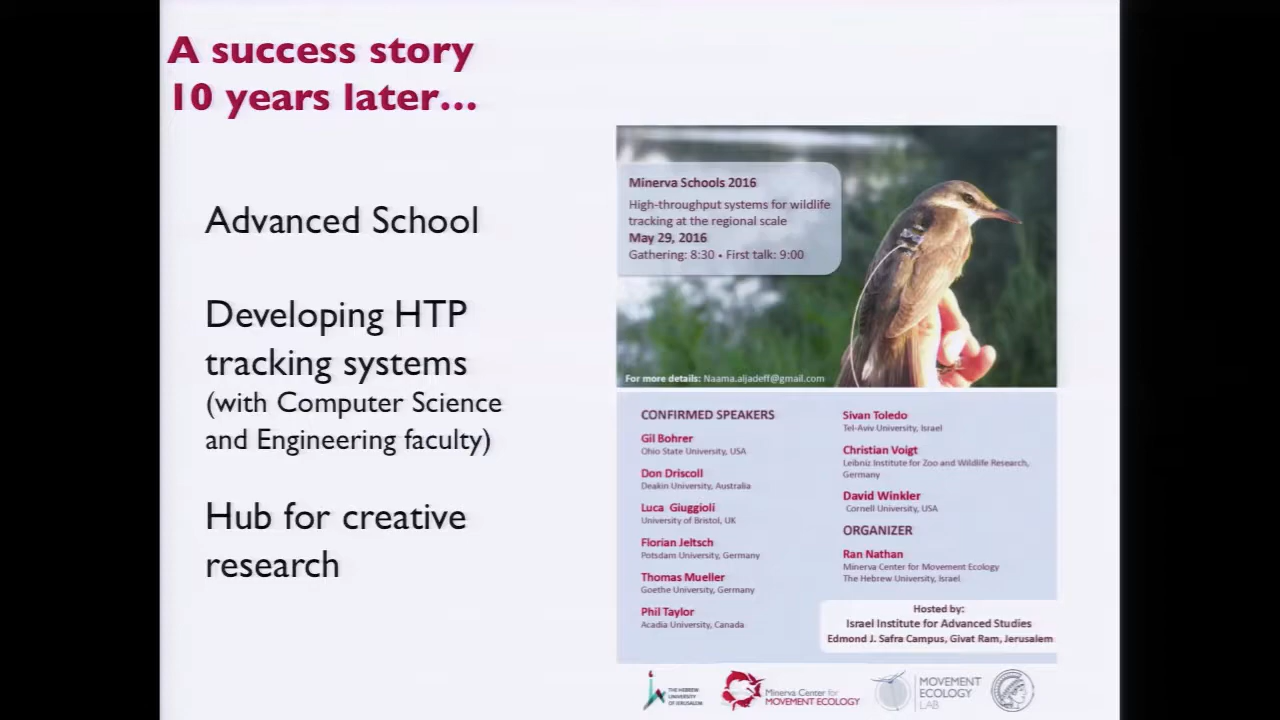 A success story
10 years later...
Advanced School
Developing HTP
tracking systems
(with Computer Science
and Engineering faculty)
Hub for creative
research
Minerva Schools 2016
High-throughput systems for wildlife
tracking at the regional scale
May 29, 2016
Gathering: 8:30 • First talk: 9:00
For more details: Naama.aljadeff@gmail.com
CONFIRMED SPEAKERS
Gil Bohrer
Ohio State University, USA
Don Driscoll
Deakin University, Australia
Luca Giuggioli
University of Bristol, UK
Florian Jeltsch
Potsdam University, Germany
Thomas Mueller
Goethe University, Germany
Phil Taylor
Acadia University, Canada
Sivan Toledo
Tel-Aviv University, Israel
Christian Voigt
Leibniz Institute for Zoo and Wildlife Research,
Germany
David Winkler
Cornell University, USA
ORGANIZER
Ran Nathan
Minerva Center for Movement Ecology
The Hebrew University, Israel
Hosted by:
Israel Institute for Advanced Studies
Edmond J. Safra Campus, Givat Ram, Jerusalem
THE HEBREW
UNIVERSITY
OF JERUSALEM
Minerva Center for
MOVEMENT ECOLOGY
MOVEMENT
ECOLOGY
LAB